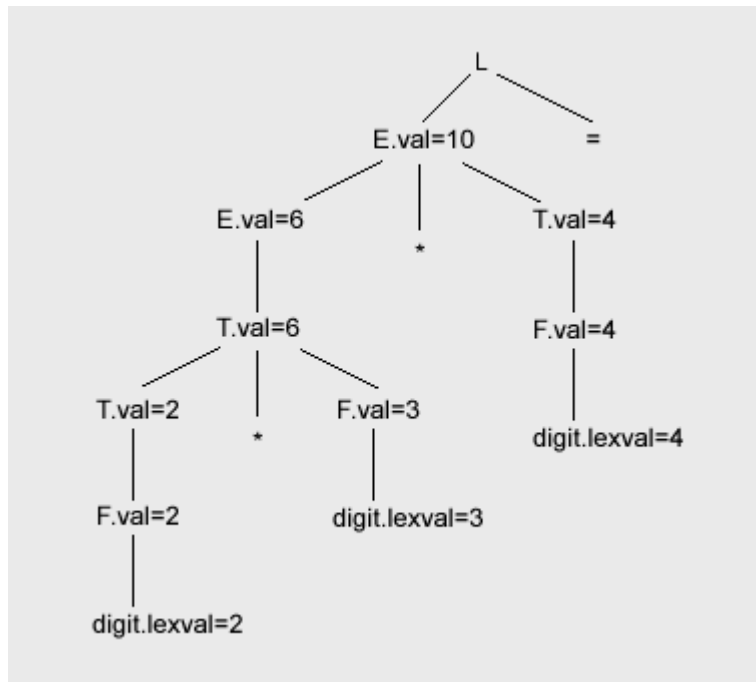 L
E.val=10 =
E.val=6 * T.val=4
T.val=6 F.val=4
T.val=2 * F.val=3 digit.lexval=4
F.val=2 digit.lexval=3
digit.lexval=2